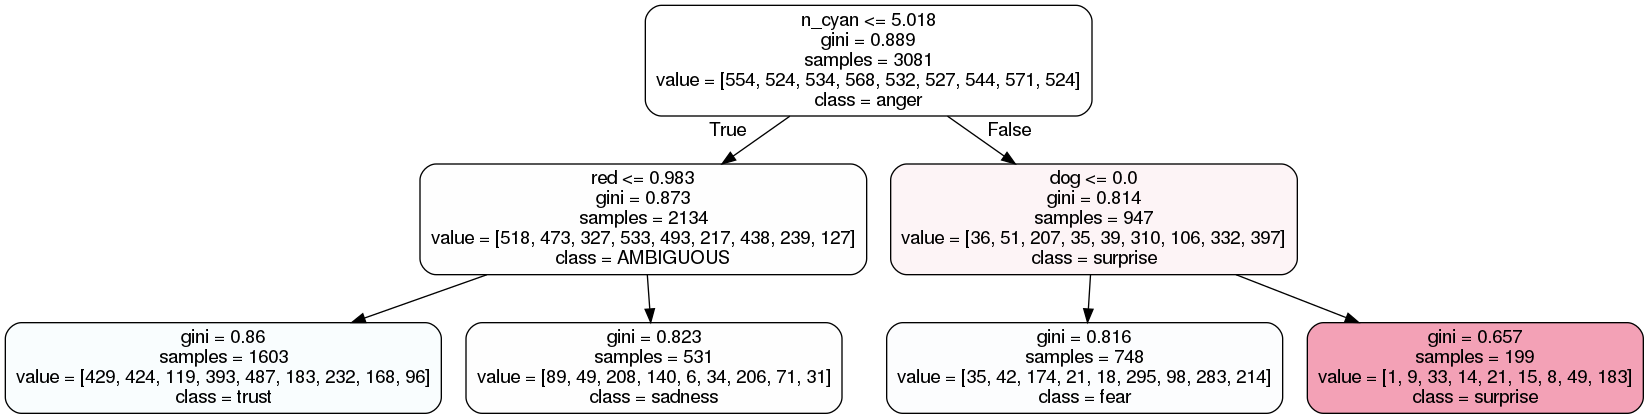 n_cyan <= 5.018
gini = 0.889
samples = 3081
value = [554, 524, 534, 568, 532, 527, 544, 571, 524]
class = anger
True
False
red <= 0.983
gini = 0.873
samples = 2134
value = [518, 473, 327, 533, 493, 217, 438, 239, 127]
class = AMBIGUOUS
dog <= 0.0
gini = 0.814
samples = 947
value = [36, 51, 207, 35, 39, 310, 106, 332, 397]
class = surprise
gini = 0.86
samples = 1603
value = [429, 424, 119, 393, 487, 183, 232, 168, 96]
class = trust
gini = 0.823
samples = 531
value = [89, 49, 208, 140, 6, 34, 206, 71, 31]
class = sadness
gini = 0.816
samples = 748
value = [35, 42, 174, 21, 18, 295, 98, 283, 214]
class = fear
gini = 0.657
samples = 199
value = [1, 9, 33, 14, 21, 15, 8, 49, 183]
class = surprise